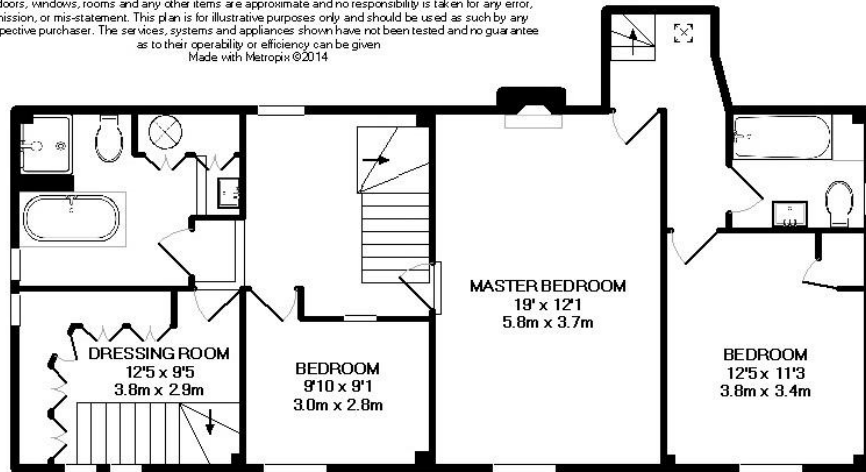 doors, windows, rooms and any other items are approximate and no responsibility is taken for any error,
mission, or mis-statement. This plan is for illustrative purposes only and should be used as such by any
spective purchaser. The services, systems and appliances shown have not been tested and no guarantee
as to their operability or efficiency can be given
Made with Metropix ©2014
MASTER BEDROOM
19' x 12'1
5.8m x 3.7m
DRESSING ROOM
12'5 x 9'5
3.8m x 2.9m
BEDROOM
9'10 x 9'1
3.0m x 2.8m
BEDROOM
12'5 x 11'3
3.8m x 3.4m